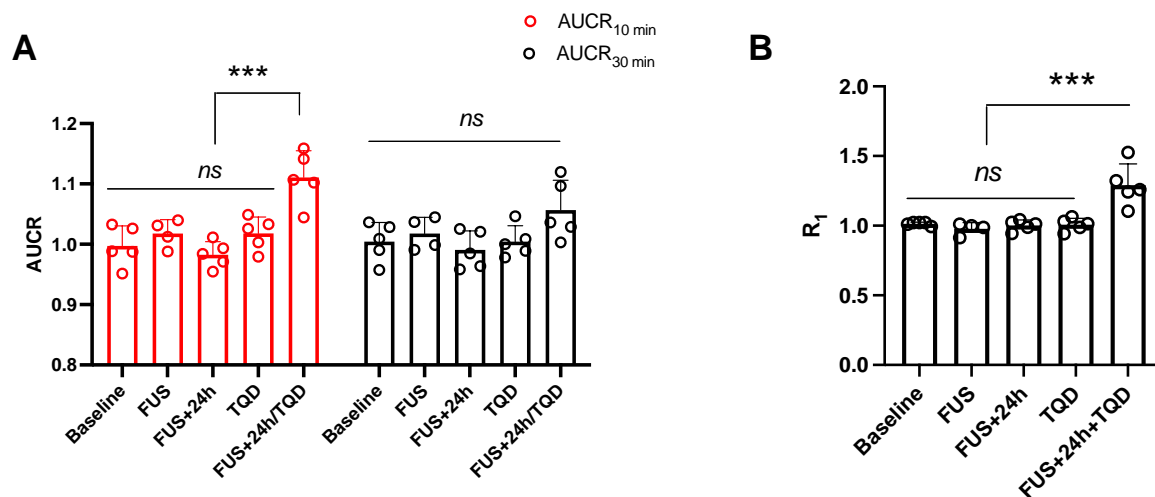 AUCR10 min
AUCR30 min
A
***
ns
ns
AUCR
1.2
1.1
1.0
0.9
0.8
Baseline
FUS
FUS+24h
TQD
FUS+24h/TQD
Baseline
FUS
FUS+24h
TQD
FUS+24h/TQD
B
***
ns
R1
2.0
1.5
1.0
0.5
0.0
Baseline
FUS
FUS+24h
TQD
FUS+24h+TQD